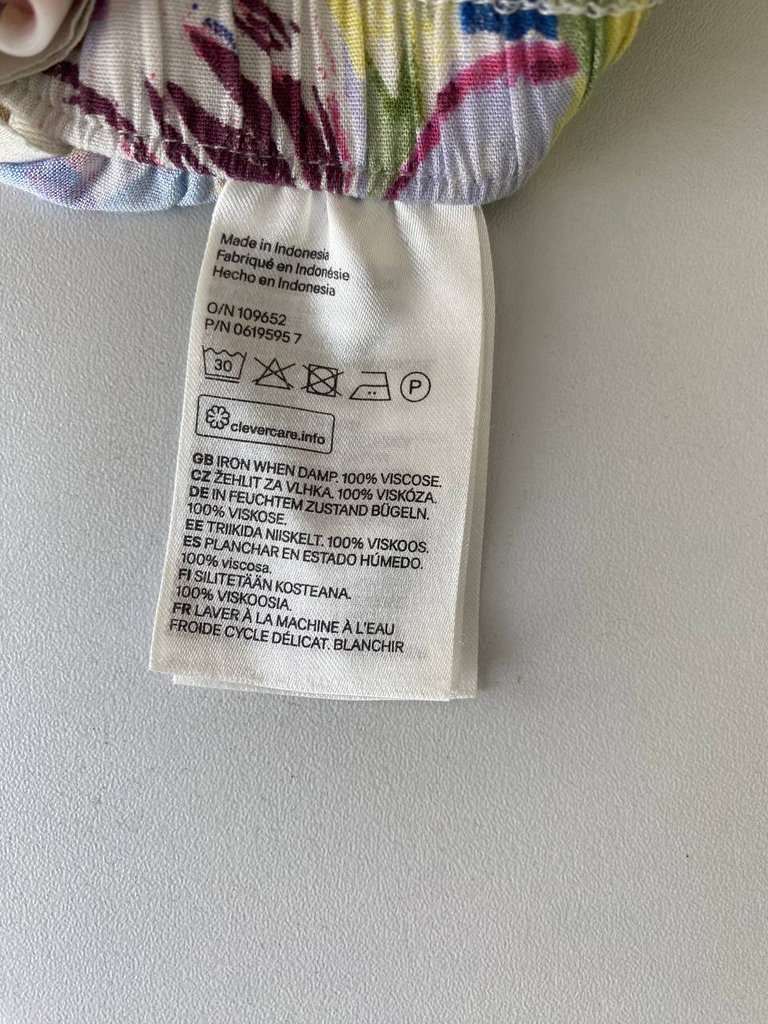 Made in Indonesia
Fabriqué en Indonésie
Hecho en Indonesia
O/N 109652
P/N 0619595 7
30 P
clevercare.info
GB IRON WHEN DAMP. 100% VISCOSE.
CZ ŽEHLIT ZA VLHKA. 100% VISKÓZA.
DE IN FEUCHTEM ZUSTAND BÜGELN.
100% VISKOSE.
EE TRIIKIDA NIISKELT. 100% VISKOOS.
ES PLANCHAR EN ESTADO HÚMEDO.
100% viscosa.
FI SILITETÄÄN KOSTEANA.
100% VISKOOSIA.
FR LAVER À LA MACHINE À L'EAU
FROIDE CYCLE DÉLICAT. BLANCHIR